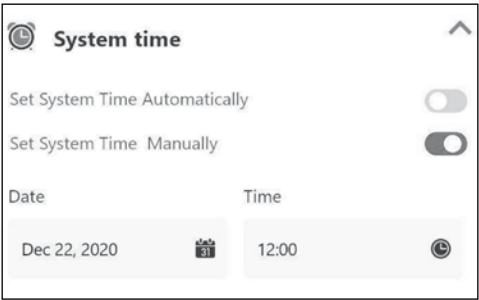 System time
Set System Time Automatically
Set System Time Manually
Date Time
Dec 22, 2020 31 12:00